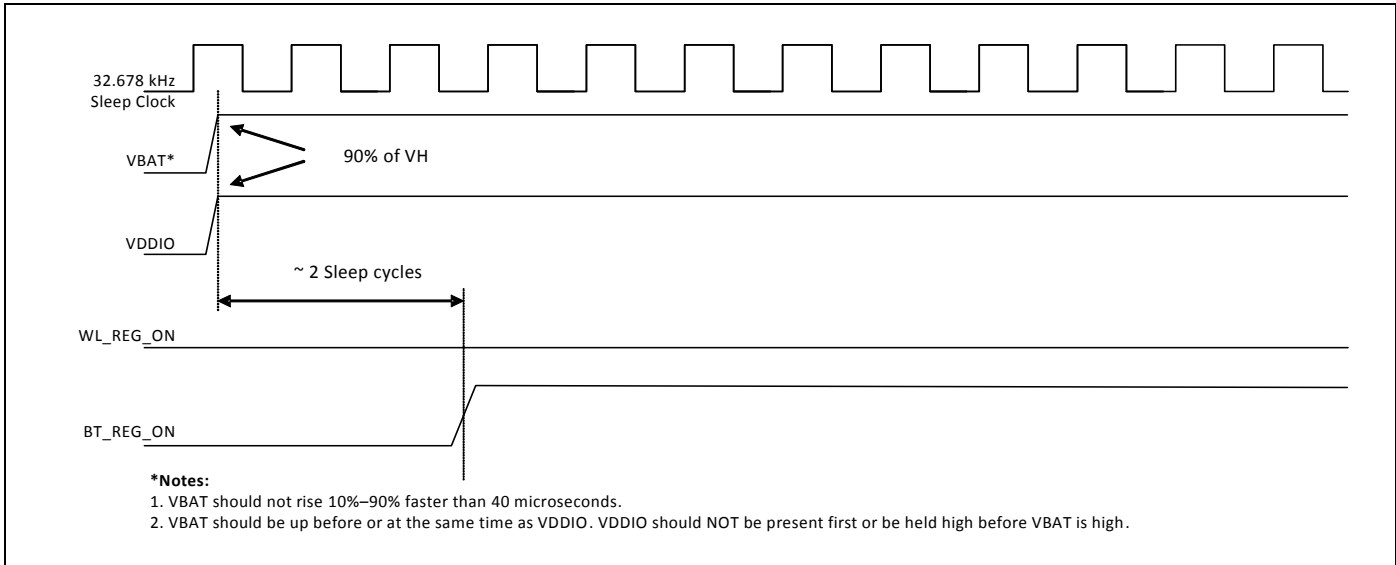 32.678 kHz
Sleep Clock
VBAT*
90% of VH
VDDIO
~ 2 Sleep cycles
WL_REG_ON
BT_REG_ON
*Notes:
1. VBAT should not rise 10%–90% faster than 40 microseconds.
2. VBAT should be up before or at the same time as VDDIO. VDDIO should NOT be present first or be held high before VBAT is high.